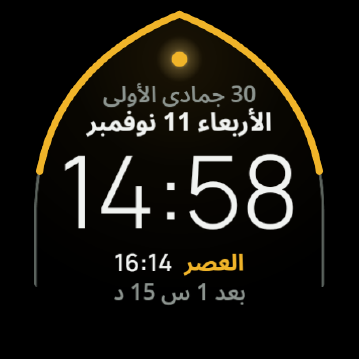 30 جمادى الأولى
الأربعاء 11 نوفمبر
14:58
العصر 16:14
بعد 1 س 15 د